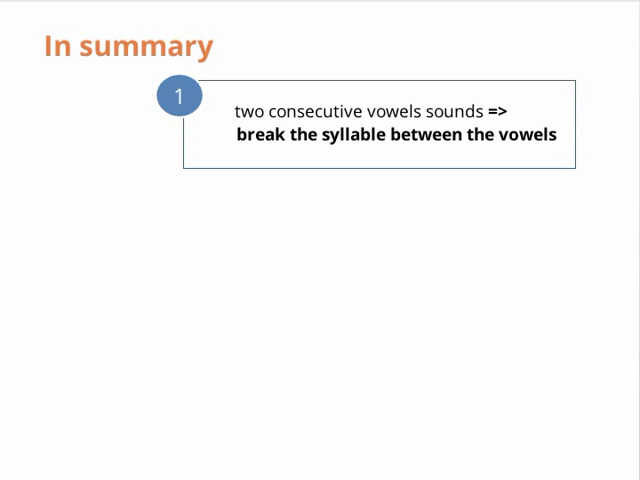 In summary
1
two consecutive vowels sounds =>
break the syllable between the vowels